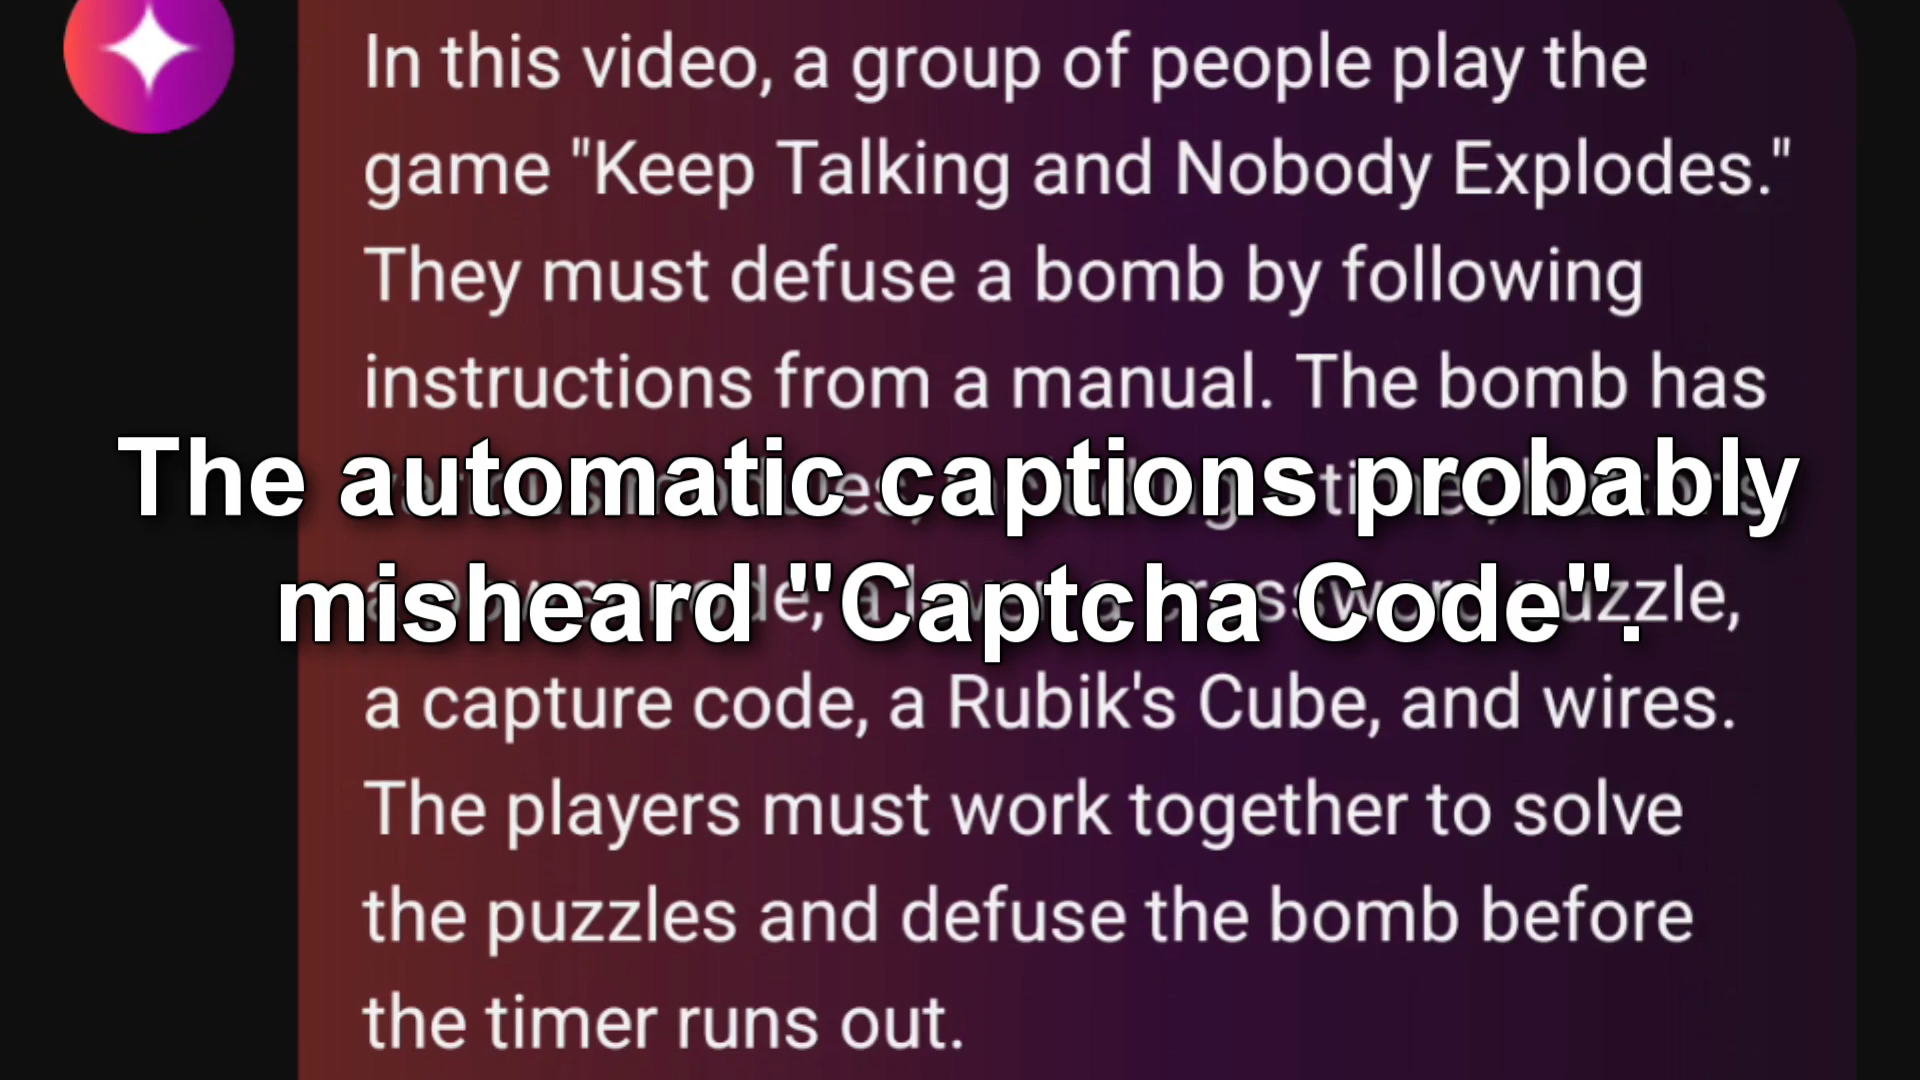 In this video, a group of people play the
game "Keep Talking and Nobody Explodes."
They must defuse a bomb by following
instructions from a manual. The bomb has
The automatic captions probably
misheard "Captcha Code".
puzzle,
a capture code, a Rubik's Cube, and wires.
The players must work together to solve
the puzzles and defuse the bomb before
the timer runs out.